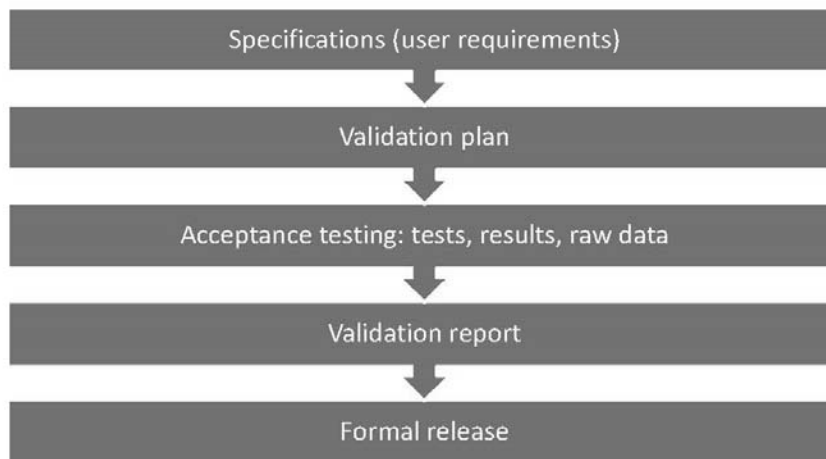 Specifications (user requirements)
Validation plan
Acceptance testing: tests, results, raw data
Validation report
Formal release